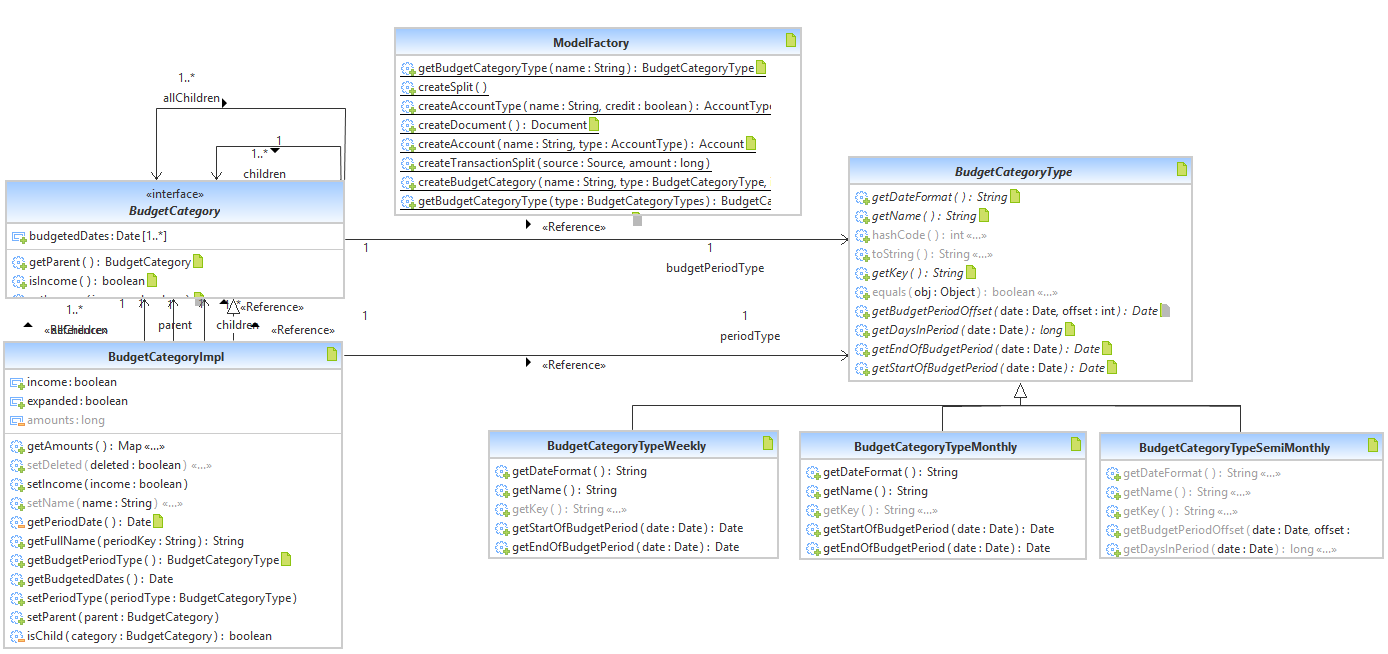 ModelFactory
getBudgetCategoryType ( name : String ) : BudgetCategoryType
createSplit ( )
createAccountType ( name : String, credit : boolean ) : AccountType
createDocument ( ) : Document
createAccount ( name : String, type : AccountType ) : Account
createTransactionSplit ( source : Source, amount : long )
createBudgetCategory ( name : String, type : BudgetCategoryType,
getBudgetCategoryType ( type : BudgetCategoryTypes ) : BudgetCa
1..*
allChildren
1
1..*
children
«interface»
BudgetCategory
budgetedDates : Date [1..*]
getParent ( ) : BudgetCategory
isIncome ( ) : boolean
«Reference»
1
1
budgetPeriodType
1..*
1
«Reference»
parent
children
«Reference»
1
1
periodType
«Reference»
BudgetCategoryImpl
income : boolean
expanded : boolean
amounts : long
getAmounts ( ) : Map «...»
setDeleted ( deleted : boolean ) «...»
setIncome ( income : boolean )
setName ( name : String ) «...»
getPeriodDate ( ) : Date
getFullName ( periodKey : String ) : String
getBudgetPeriodType ( ) : BudgetCategoryType
getBudgetedDates ( ) : Date
setPeriodType ( periodType : BudgetCategoryType )
setParent ( parent : BudgetCategory )
isChild ( category : BudgetCategory ) : boolean
BudgetCategoryType
getDateFormat ( ) : String
getName ( ) : String
hashCode ( ) : int «...»
toString ( ) : String «...»
getKey ( ) : String
equals ( obj : Object ) : boolean «...»
getBudgetPeriodOffset ( date : Date, offset : int ) : Date
getDaysInPeriod ( date : Date ) : long
getEndOfBudgetPeriod ( date : Date ) : Date
getStartOfBudgetPeriod ( date : Date ) : Date
BudgetCategoryTypeWeekly
getDateFormat ( ) : String
getName ( ) : String
getKey ( ) : String «...»
getStartOfBudgetPeriod ( date : Date ) : Date
getEndOfBudgetPeriod ( date : Date ) : Date
BudgetCategoryTypeMonthly
getDateFormat ( ) : String
getName ( ) : String
getKey ( ) : String «...»
getStartOfBudgetPeriod ( date : Date ) : Date
getEndOfBudgetPeriod ( date : Date ) : Date
BudgetCategoryTypeSemiMonthly
getDateFormat ( ) : String «...»
getName ( ) : String «...»
getKey ( ) : String «...»
getBudgetPeriodOffset ( date : Date, offset :
getDaysInPeriod ( date : Date ) : long «...»